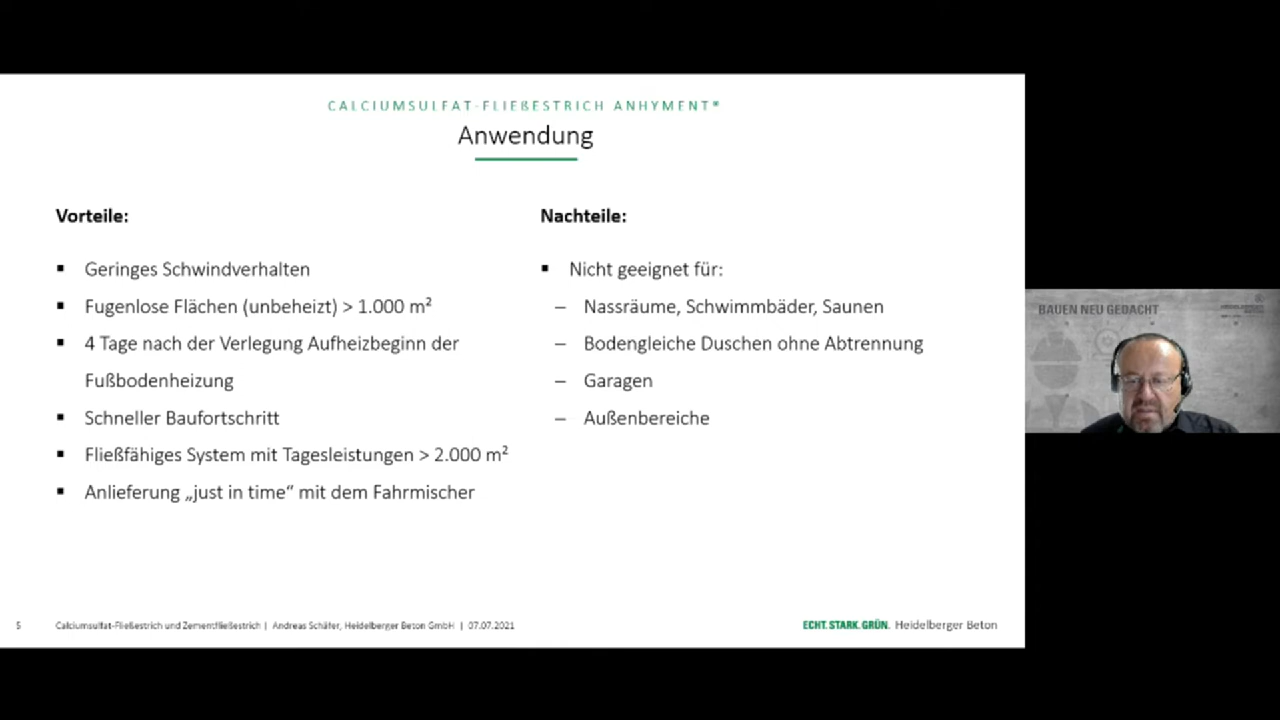 CALCIUMSULFAT-FLIEßESTRICH ANHYMENT®
Anwendung
Vorteile:
▪ Geringes Schwindverhalten
▪ Fugenlose Flächen (unbeheizt) > 1.000 m²
▪ 4 Tage nach der Verlegung Aufheizbeginn der
Fußbodenheizung
▪ Schneller Baufortschritt
▪ Fließfähiges System mit Tagesleistungen > 2.000 m²
▪ Anlieferung „just in time“ mit dem Fahrmischer
Nachteile:
▪ Nicht geeignet für:
– Nassräume, Schwimmbäder, Saunen
– Bodengleiche Duschen ohne Abtrennung
– Garagen
– Außenbereiche
BAUEN NEU GEDACHT
5 Calciumsulfat-Fließestrich und Zementfließestrich | Andreas Schäfer, Heidelberger Beton GmbH | 07.07.2021
ECHT. STARK. GRÜN. Heidelberger Beton